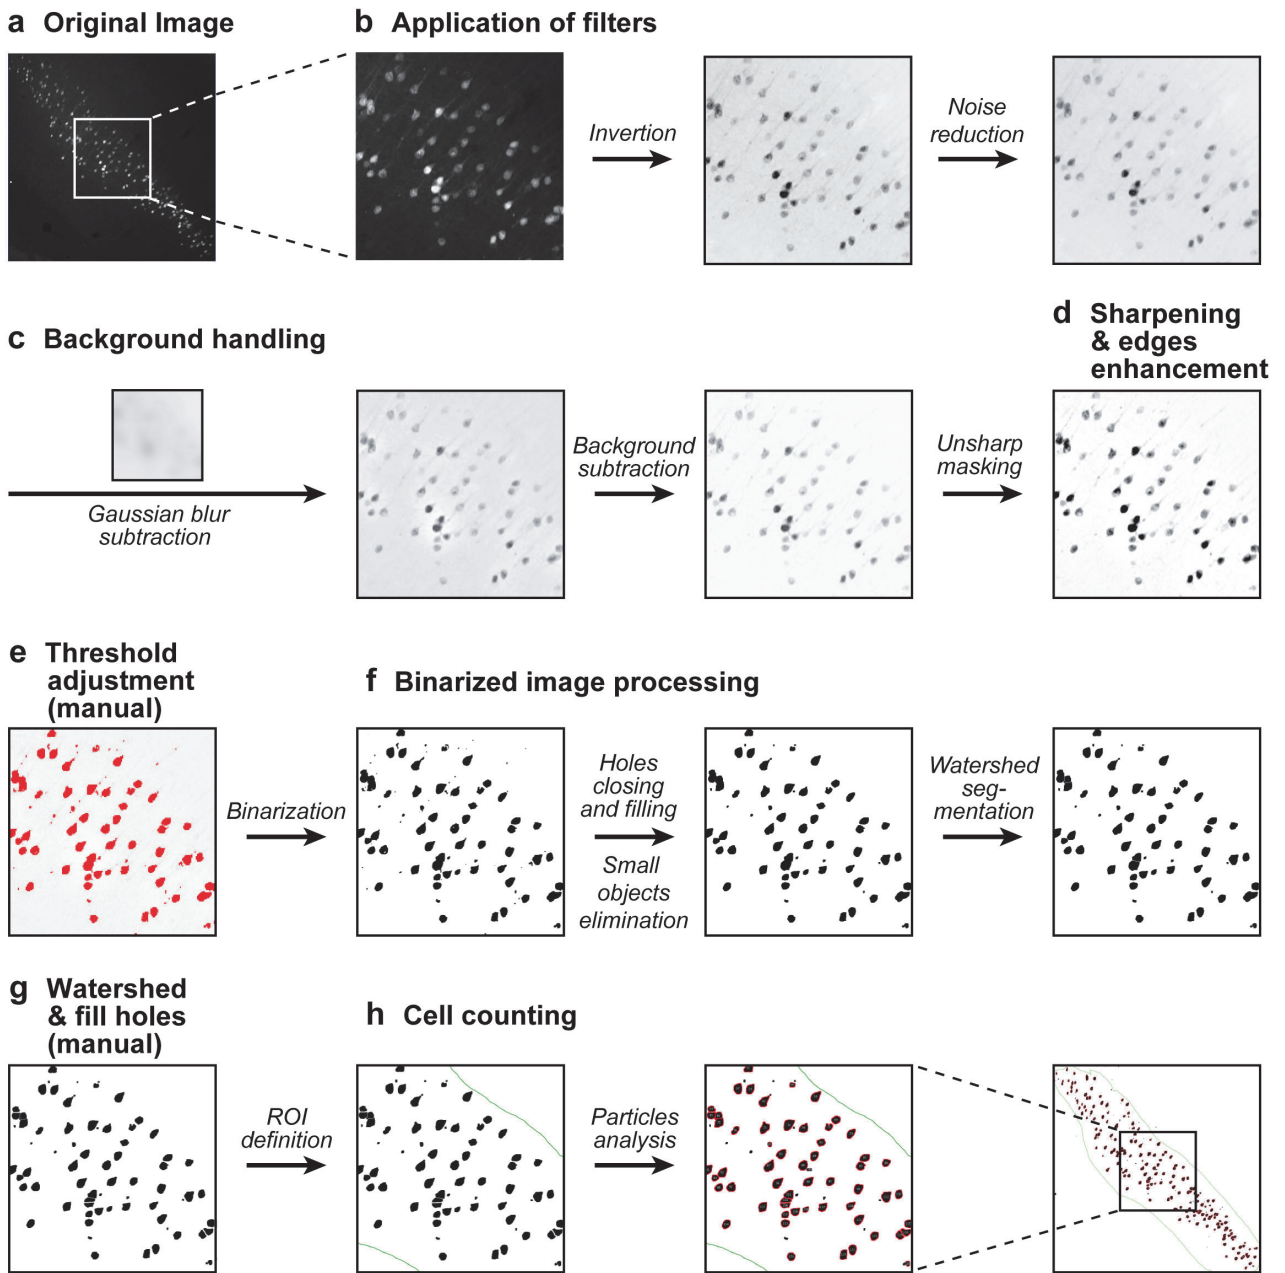 a Original Image
b Application of filters
Invertion
Noise
reduction
c Background handling
Gaussian blur
subtraction
Background
subtraction
Unsharp
masking
d Sharpening
& edges
enhancement
e Threshold
adjustment
(manual)
Binarization
f Binarized image processing
Holes
closing
and filling
Small
objects
elimination
Watershed
seg-
mentation
g Watershed
& fill holes
(manual)
ROI
definition
h Cell counting
Particles
analysis